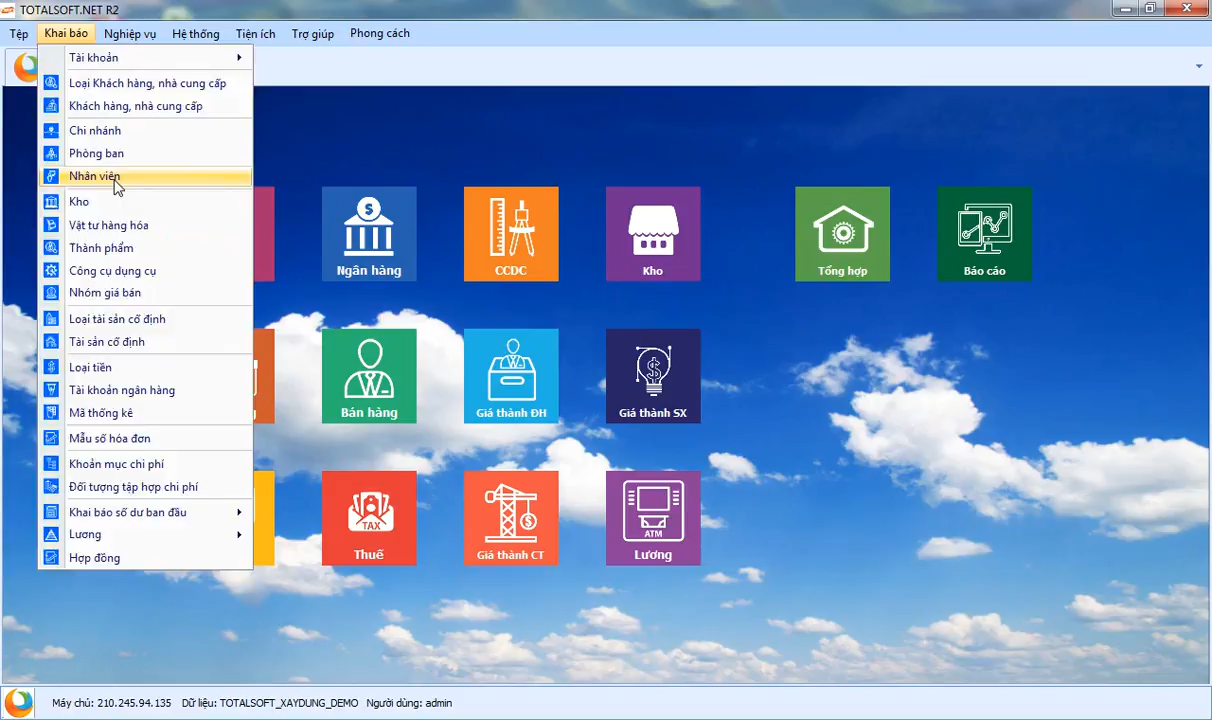 TOTALSOFT.NET R2
Tệp Khai báo Nghiệp vụ Hệ thống Tiện ích Trợ giúp Phong cách
Tài khoản
Loại Khách hàng, nhà cung cấp
Khách hàng, nhà cung cấp
Chi nhánh
Phòng ban
Nhân viên
Kho
Vật tư hàng hóa
Thành phẩm
Công cụ dụng cụ
Nhóm giá bán
Loại tài sản cố định
Tài sản cố định
Loại tiền
Tài khoản ngân hàng
Mã thống kê
Mẫu số hóa đơn
Khoản mục chi phí
Đối tượng tập hợp chi phí
Khai báo số dư ban đầu
Lương
Hợp đồng
Ngân hàng CCDC Kho Tổng hợp Báo cáo
Bán hàng Giá thành ĐH Giá thành SX
TAX ATM
Thuế Giá thành CT Lương
Máy chủ: 210.245.94.135 Dữ liệu: TOTALSOFT_XAYDUNG_DEMO Người dùng: admin